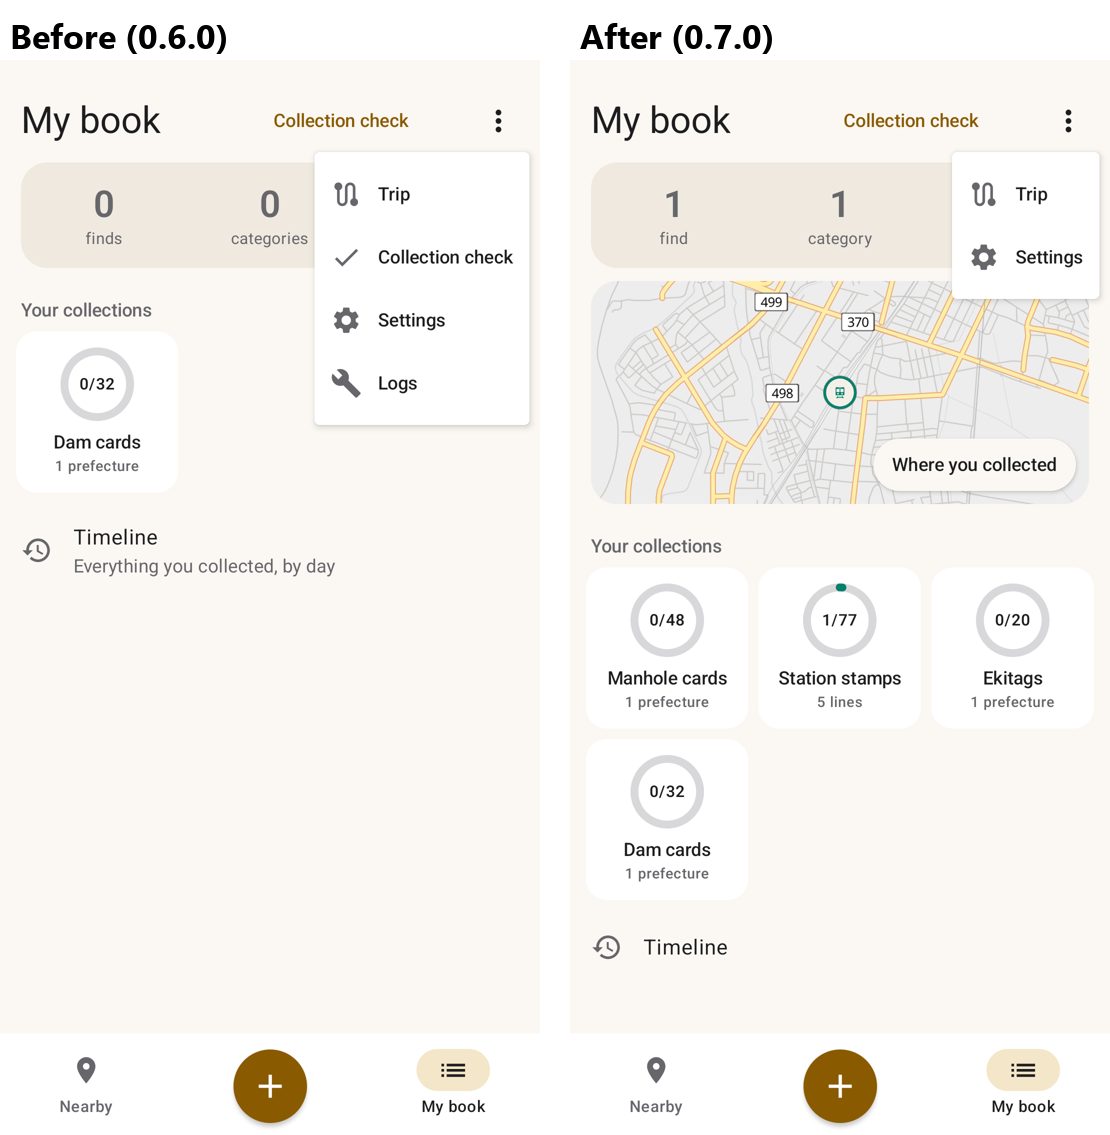 Before (0.6.0)
My book
Collection check
Trip
Collection check
Settings
Logs
0
finds
0
categories
Your collections
0/32
Dam cards
1 prefecture
Timeline
Everything you collected, by day
Nearby
My book
After (0.7.0)
My book
Collection check
Trip
Settings
1
find
1
category
499
370
498
Where you collected
Your collections
0/48
Manhole cards
1 prefecture
1/77
Station stamps
5 lines
0/20
Ekitags
1 prefecture
0/32
Dam cards
1 prefecture
Timeline
Nearby
My book